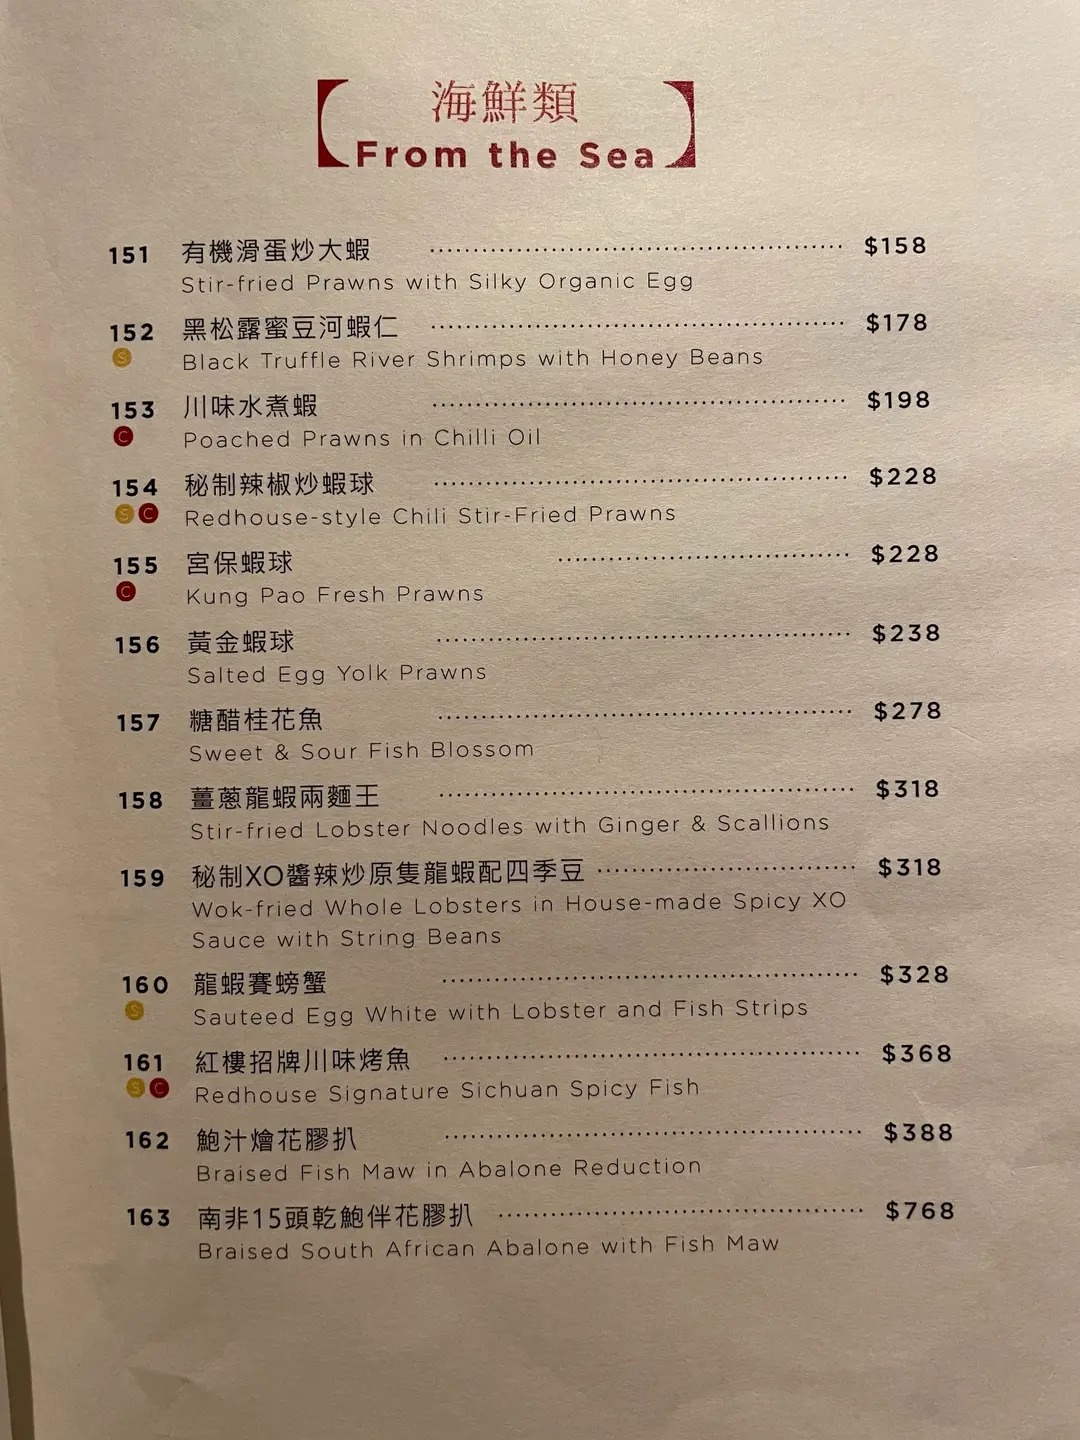 海鮮類
From the Sea
151 有機滑蛋炒大蝦 $158
Stir-fried Prawns with Silky Organic Egg
152 黑松露蜜豆河蝦仁 $178
S Black Truffle River Shrimps with Honey Beans
153 川味水煮蝦 $198
C Poached Prawns in Chilli Oil
154 秘制辣椒炒蝦球 $228
S C Redhouse-style Chili Stir-Fried Prawns
155 宮保蝦球 $228
C Kung Pao Fresh Prawns
156 黃金蝦球 $238
Salted Egg Yolk Prawns
157 糖醋桂花魚 $278
Sweet & Sour Fish Blossom
158 薑蔥龍蝦兩麵王 $318
Stir-fried Lobster Noodles with Ginger & Scallions
159 秘制XO醬辣炒原隻龍蝦配四季豆 $318
Wok-fried Whole Lobsters in House-made Spicy XO
Sauce with String Beans
160 龍蝦賽螃蟹 $328
S Sauteed Egg White with Lobster and Fish Strips
161 紅樓招牌川味烤魚 $368
S C Redhouse Signature Sichuan Spicy Fish
162 鮑汁燴花膠扒 $388
Braised Fish Maw in Abalone Reduction
163 南非15頭乾鮑伴花膠扒 $768
Braised South African Abalone with Fish Maw